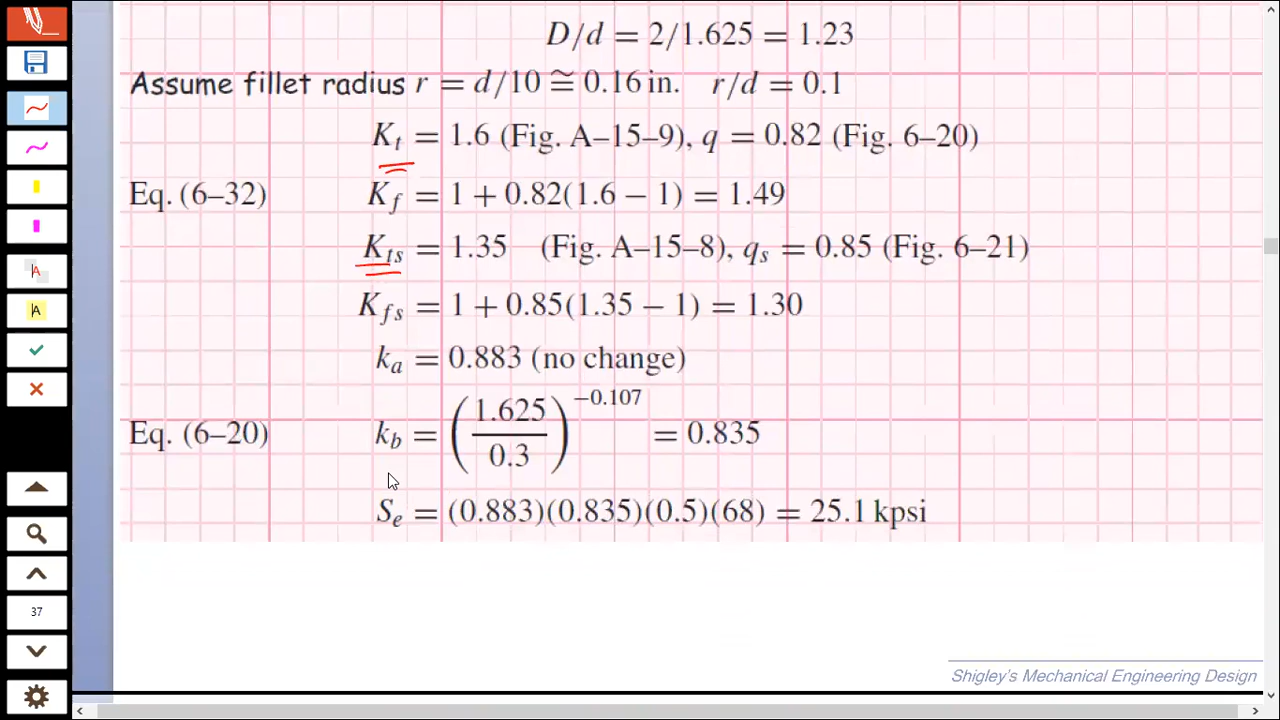 D/d = 2/1.625 = 1.23
Assume fillet radius r = d/10 ≅ 0.16 in. r/d = 0.1
K_t = 1.6 (Fig. A–15–9), q = 0.82 (Fig. 6–20)
Eq. (6–32) K_f = 1 + 0.82(1.6 − 1) = 1.49
K_ts = 1.35 (Fig. A–15–8), q_s = 0.85 (Fig. 6–21)
K_fs = 1 + 0.85(1.35 − 1) = 1.30
k_a = 0.883 (no change)
Eq. (6–20) k_b = (1.625/0.3)^−0.107 = 0.835
S_e = (0.883)(0.835)(0.5)(68) = 25.1 kpsi
Shigley's Mechanical Engineering Design
A
A
37